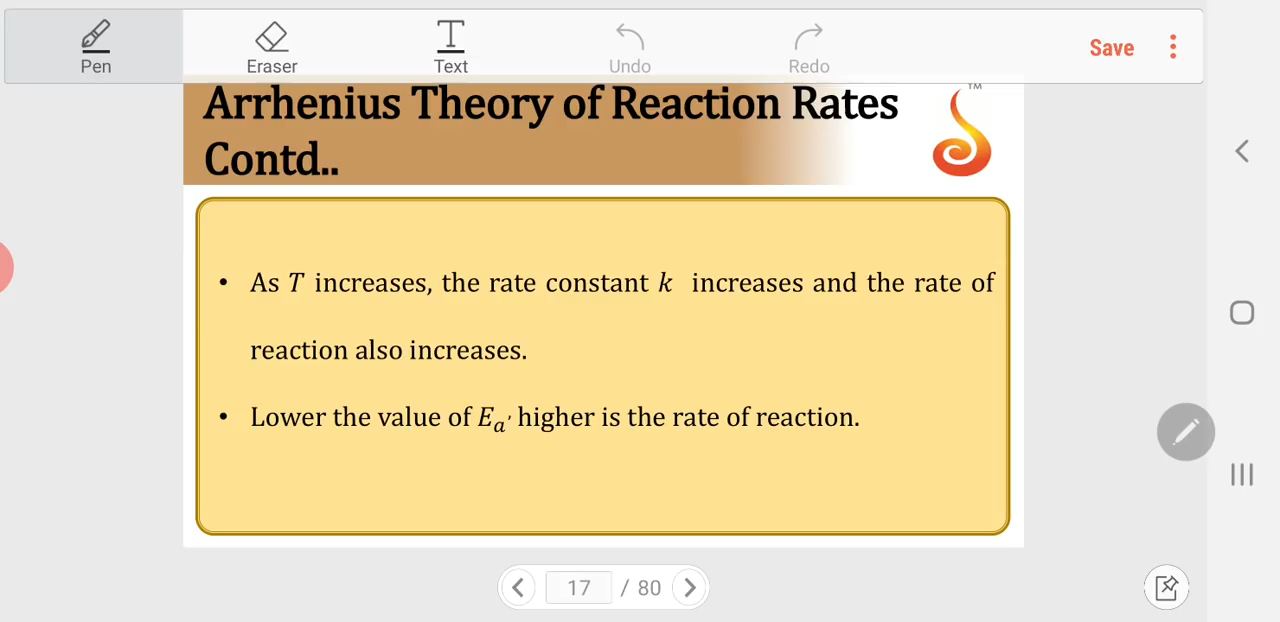 Pen
Eraser
Text
Undo
Redo
Save
Arrhenius Theory of Reaction Rates
Contd..
TM
• As T increases, the rate constant k increases and the rate of
reaction also increases.
• Lower the value of Eₐ′ higher is the rate of reaction.
17 / 80